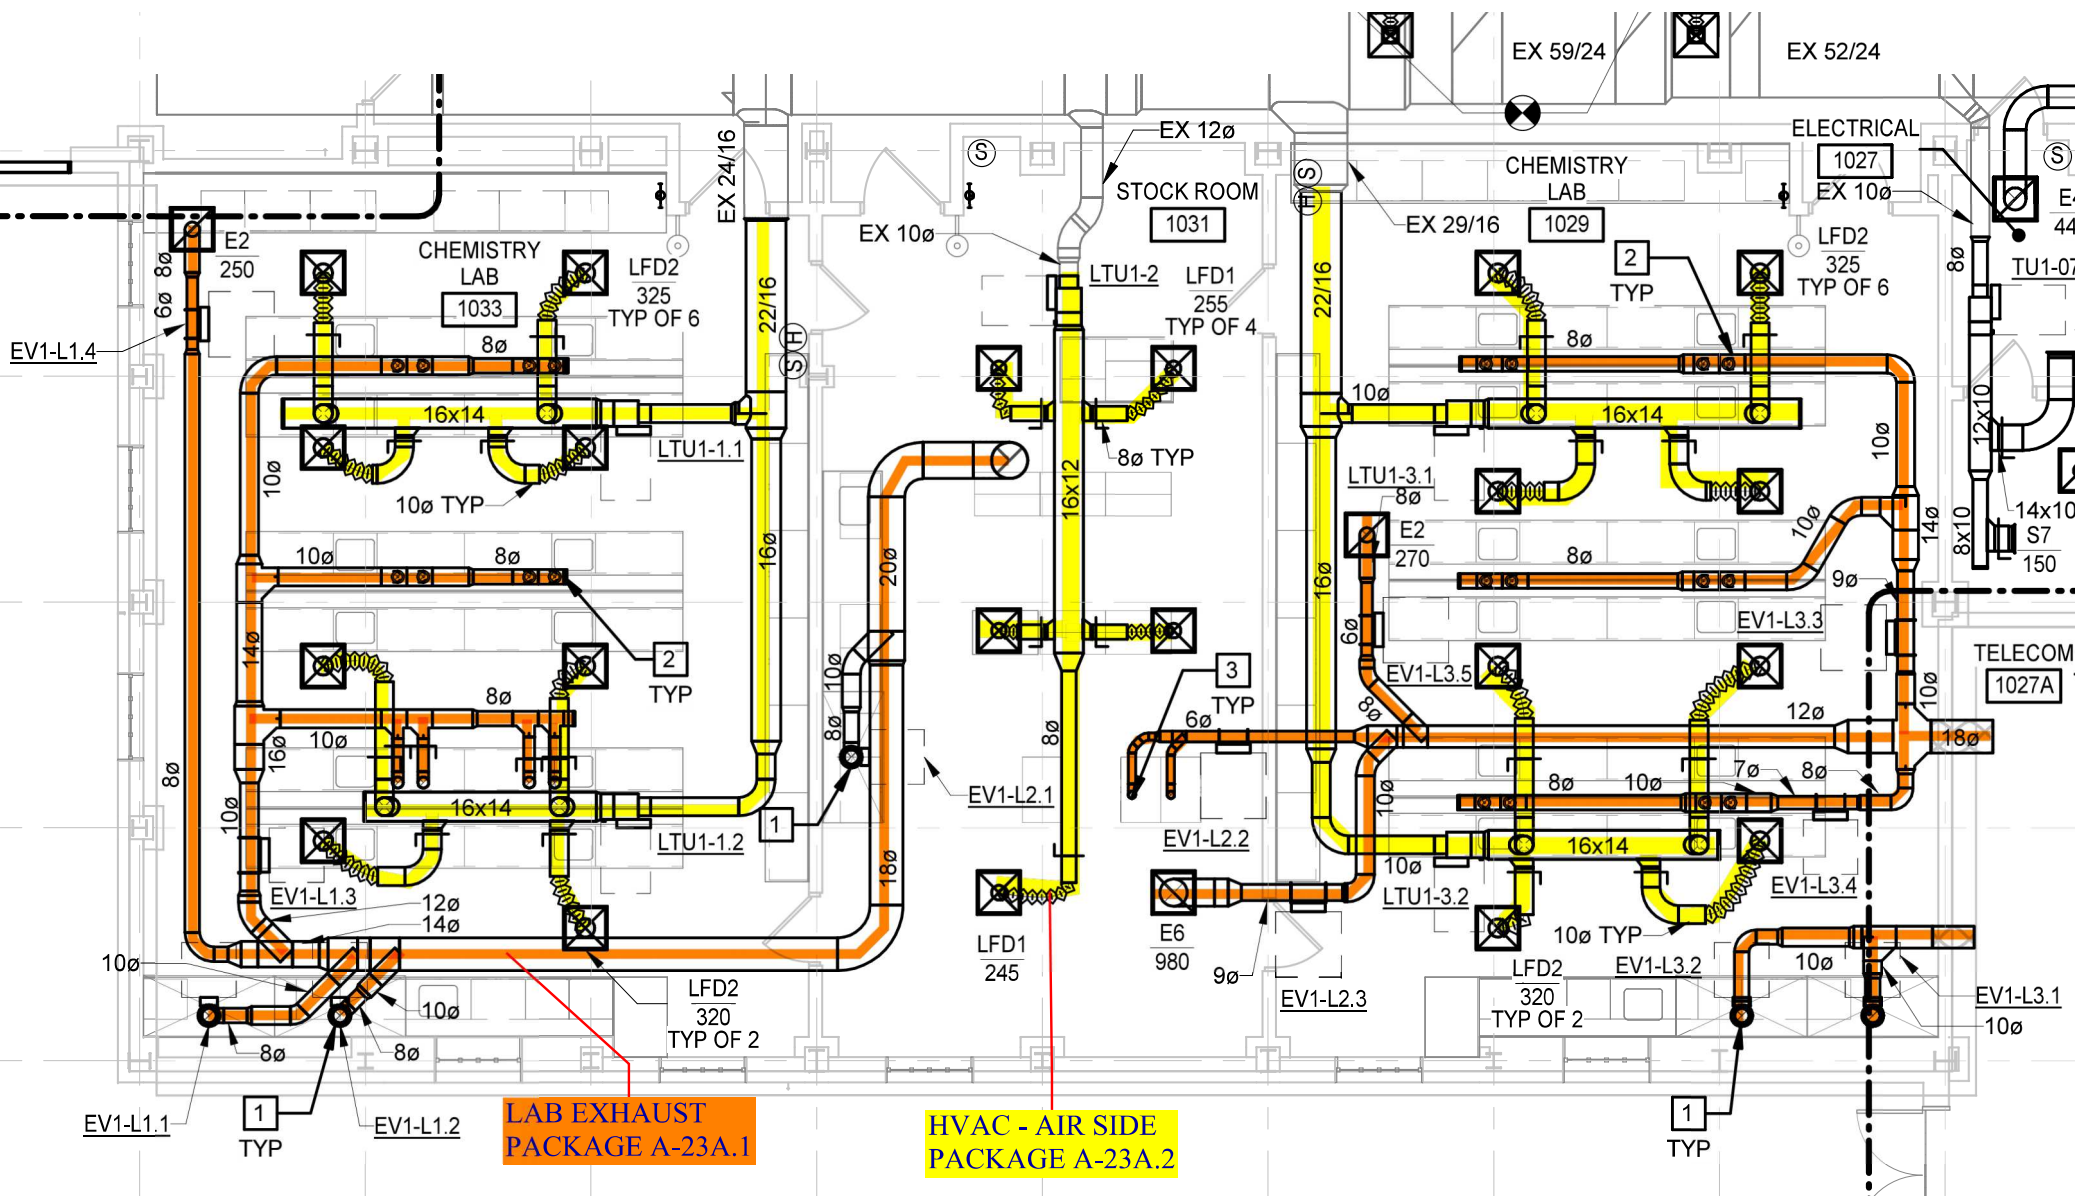 EX 59/24
EX 52/24
EX 24/16
EX 12ø
STOCK ROOM
1031
CHEMISTRY
LAB
1029
ELECTRICAL
1027
EX 10ø
S
S
H
S
E2
250
8ø
6ø
CHEMISTRY
LAB
1033
LFD2
325
TYP OF 6
22/16
EX 10ø
LTU1-2
LFD1
255
TYP OF 4
EX 29/16
22/16
2
TYP
LFD2
325
TYP OF 6
8ø
TU1-07
E4
44
EV1-L1.4
8ø
H
S
8ø
16x14
16x14
10ø
LTU1-1.1
8ø TYP
10ø
10ø TYP
16x12
LTU1-3.1
8ø
10ø
12x10
14x10
S7
150
8x10
E2
270
10ø
14ø
10ø
8ø
16ø
20ø
16ø
8ø
9ø
14ø
2
TYP
10ø
8ø
6ø
EV1-L3.3
EV1-L3.5
TELECOM
1027A
3
TYP
8ø
10ø
16ø
8ø
6ø
8ø
12ø
10ø
18ø
8ø
10ø
16x14
1
EV1-L2.1
10ø
8ø
10ø
7ø
8ø
LTU1-1.2
EV1-L2.2
16x14
10ø
LTU1-3.2
EV1-L3.4
EV1-L1.3
12ø
14ø
18ø
LFD1
245
E6
980
9ø
EV1-L2.3
10ø TYP
10ø
LFD2
320
TYP OF 2
10ø
8ø
8ø
LFD2
320
TYP OF 2
EV1-L3.2
10ø
EV1-L3.1
10ø
EV1-L1.1
1
TYP
EV1-L1.2
LAB EXHAUST
PACKAGE A-23A.1
HVAC - AIR SIDE
PACKAGE A-23A.2
1
TYP